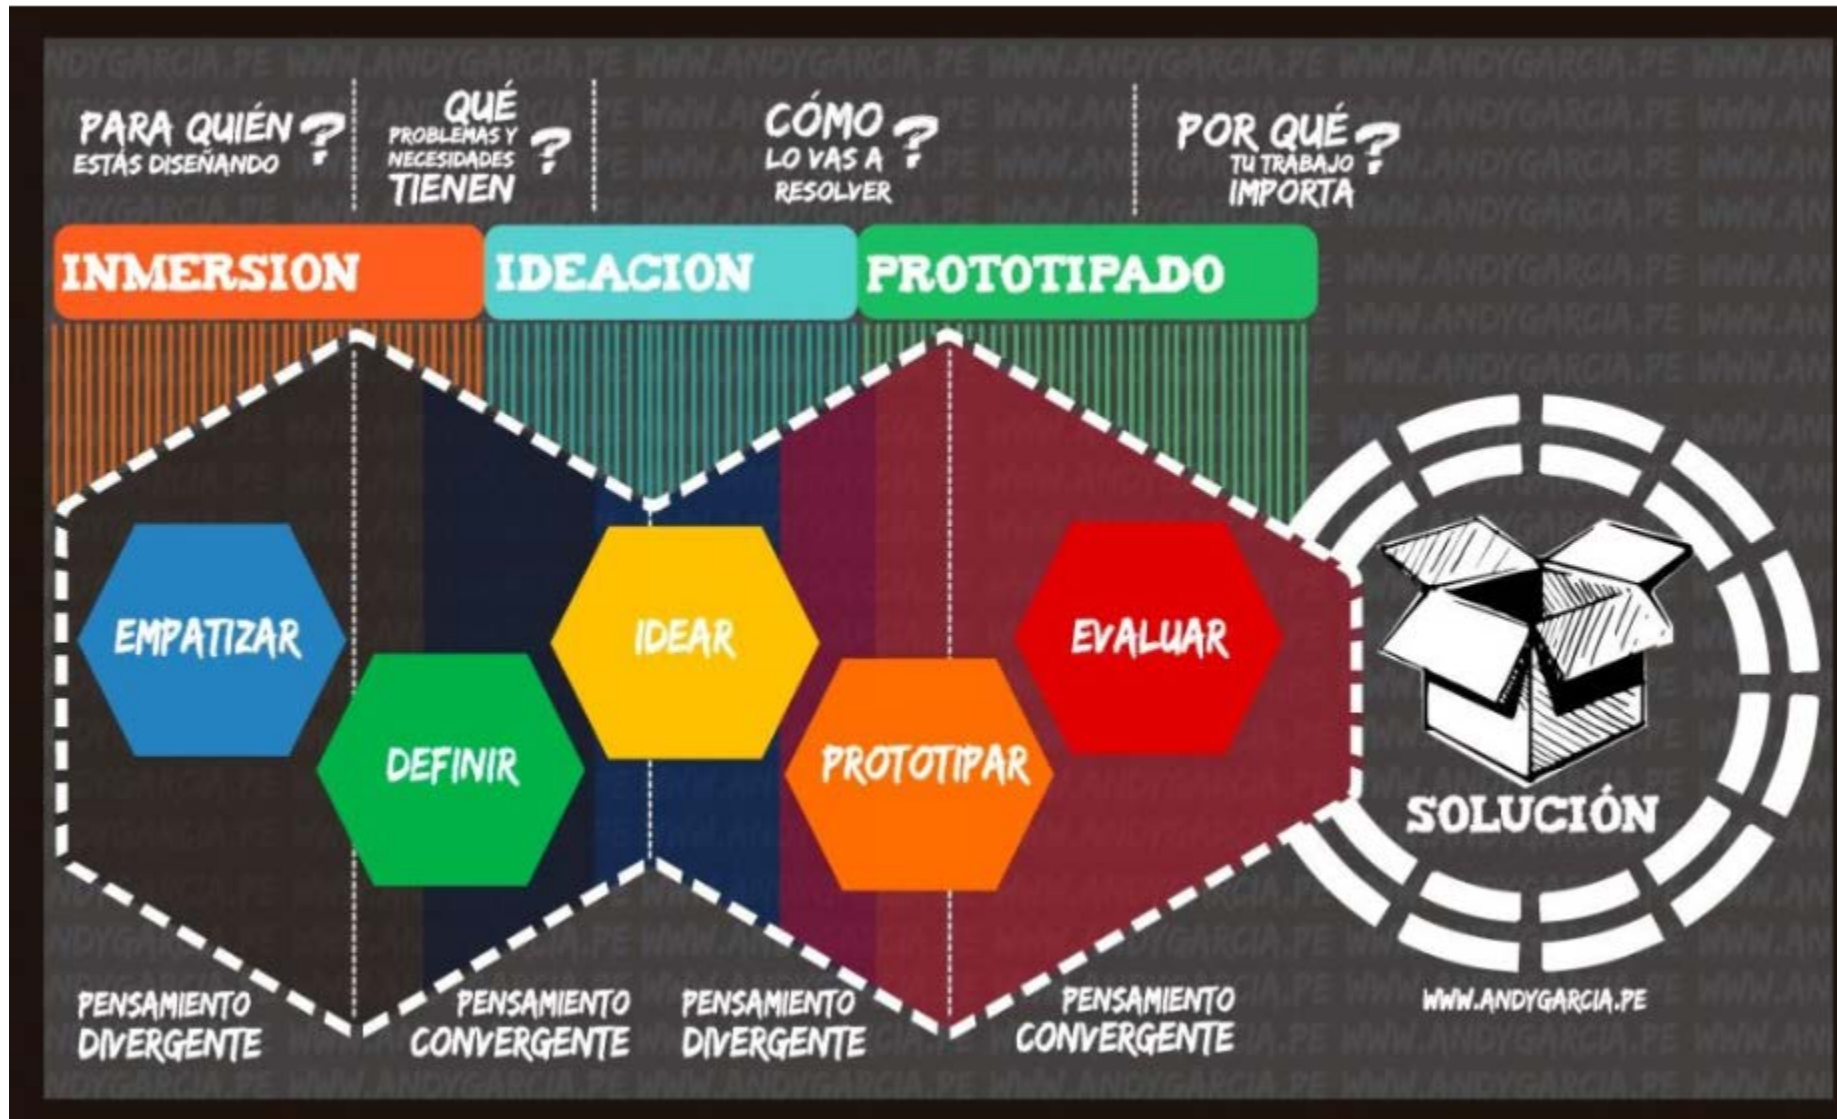 PARA QUIÉN
ESTÁS DISEÑANDO ?
QUÉ
PROBLEMAS Y
NECESIDADES ?
TIENEN
CÓMO
LO VAS A ?
RESOLVER
POR QUÉ
TU TRABAJO ?
IMPORTA
INMERSION
IDEACION
PROTOTIPADO
EMPATIZAR
DEFINIR
IDEAR
PROTOTIPAR
EVALUAR
SOLUCIÓN
PENSAMIENTO
DIVERGENTE
PENSAMIENTO
CONVERGENTE
PENSAMIENTO
DIVERGENTE
PENSAMIENTO
CONVERGENTE
WWW.ANDYGARCIA.PE